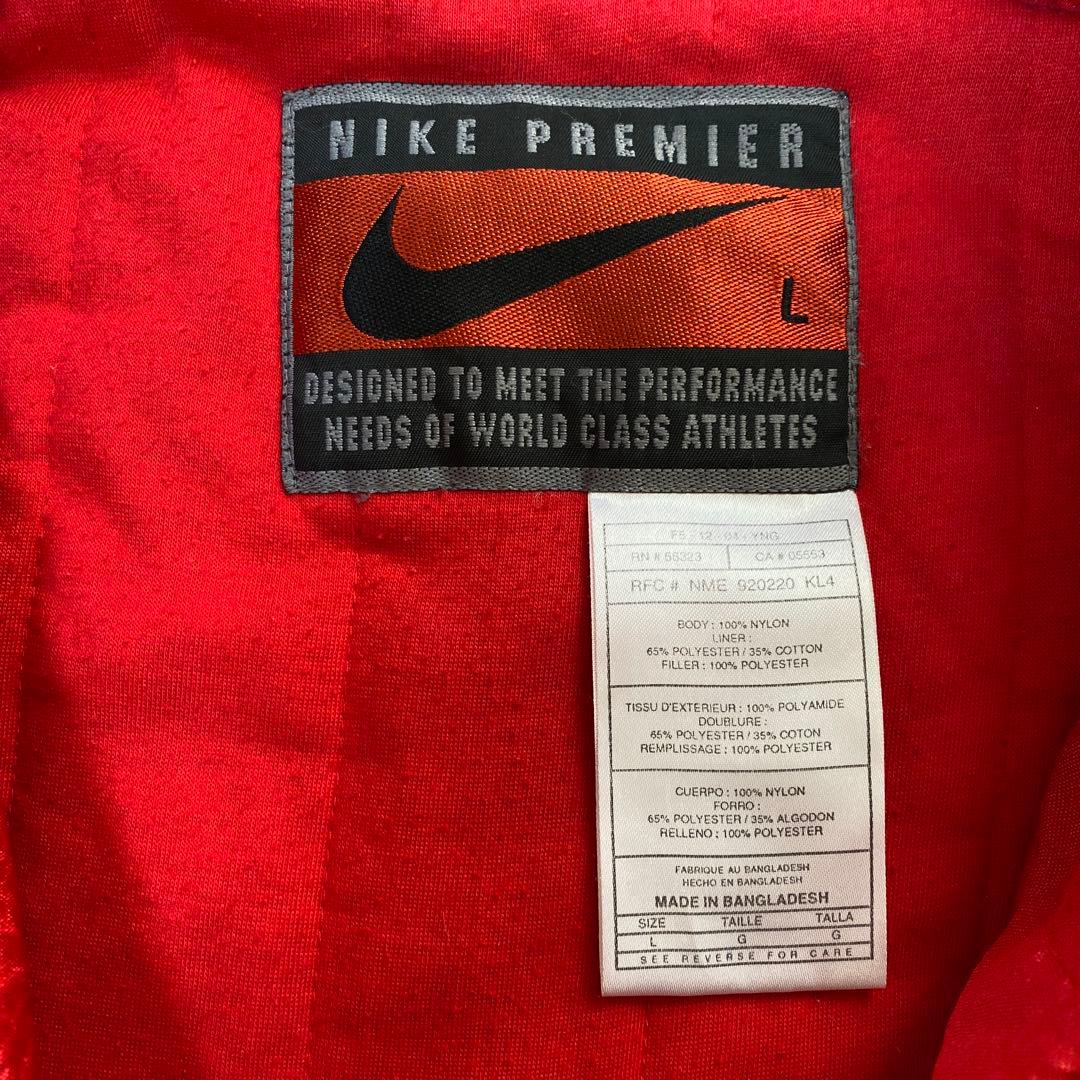 NIKE PREMIER
L
DESIGNED TO MEET THE PERFORMANCE
NEEDS OF WORLD CLASS ATHLETES
RN # 56323 CA # 05553
RFC # NME 920220 KL4
BODY : 100% NYLON
LINER :
65% POLYESTER / 35% COTTON
FILLER : 100% POLYESTER
TISSU D'EXTERIEUR : 100% POLYAMIDE
DOUBLURE :
65% POLYESTER / 35% COTON
REMPLISSAGE : 100% POLYESTER
CUERPO : 100% NYLON
FORRO :
65% POLYESTER / 35% ALGODON
RELLENO : 100% POLYESTER
FABRIQUE AU BANGLADESH
HECHO EN BANGLADESH
MADE IN BANGLADESH
SIZE TAILLE TALLA
L G G
SEE REVERSE FOR CARE